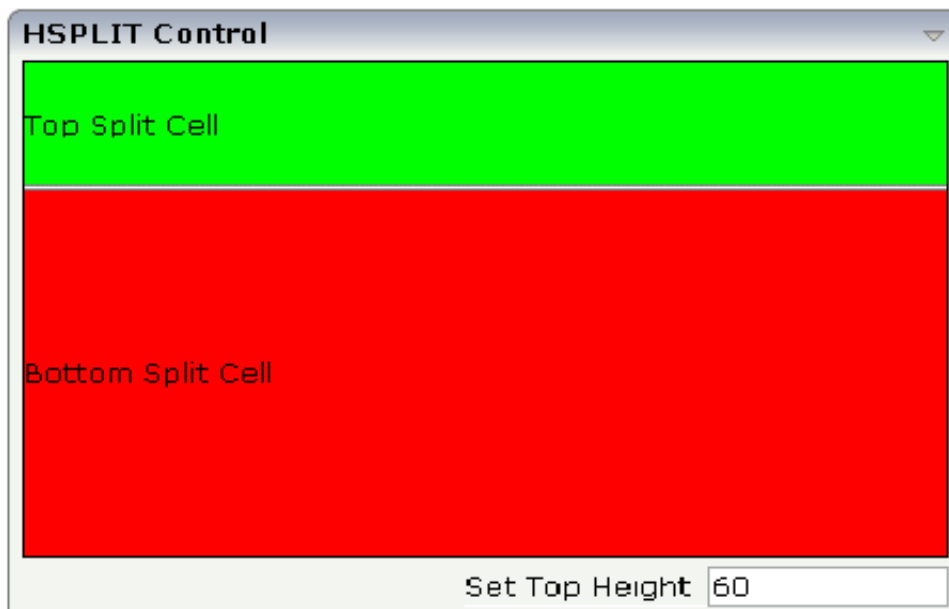 HSPLIT Control
Top Split Cell
Bottom Split Cell
Set Top Height 60